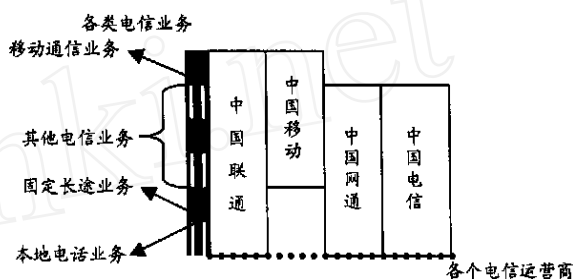 各类电信业务
移动通信业务
其他电信业务
固定长途业务
本地电话业务
中国联通
中国移动
中国网通
中国电信
各个电信运营商
nki.net